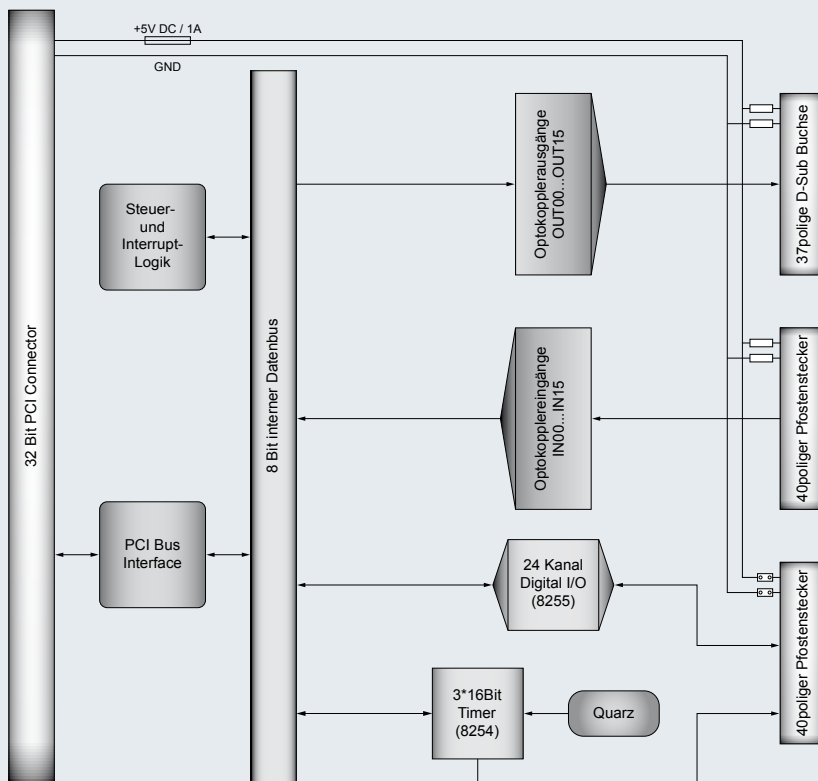 +5V DC / 1A
GND
32 Bit PCI Connector
Steuer-
und
Interrupt-
Logik
PCI Bus
Interface
8 Bit interner Datenbus
Optokopplerausgänge
OUT00...OUT15
37polige D-Sub Buchse
Optokopplereingänge
IN00...IN15
40poliger Pfostenstecker
24 Kanal
Digital I/O
(8255)
40poliger Pfostenstecker
3*16Bit
Timer
(8254)
Quarz